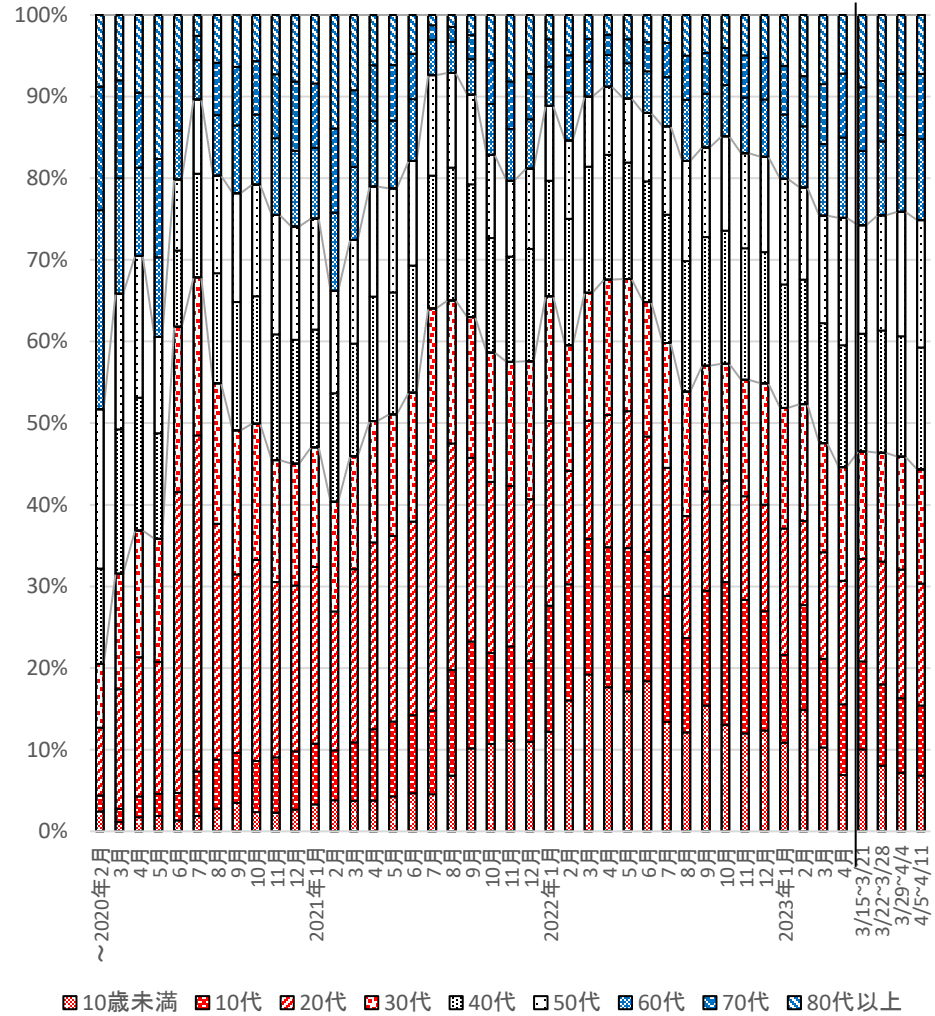 100%
90%
80%
70%
60%
50%
40%
30%
20%
10%
0%
～2020年2月
3月
4月
5月
6月
7月
8月
9月
10月
11月
12月
2021年1月
2月
3月
4月
5月
6月
7月
8月
9月
10月
11月
12月
2022年1月
2月
3月
4月
5月
6月
7月
8月
9月
10月
11月
12月
2023年1月
2月
3月
4月
3/15~3/21
3/22~3/28
3/29~4/4
4/5~4/11
10歳未満 10代 20代 30代 40代 50代 60代 70代 80代以上